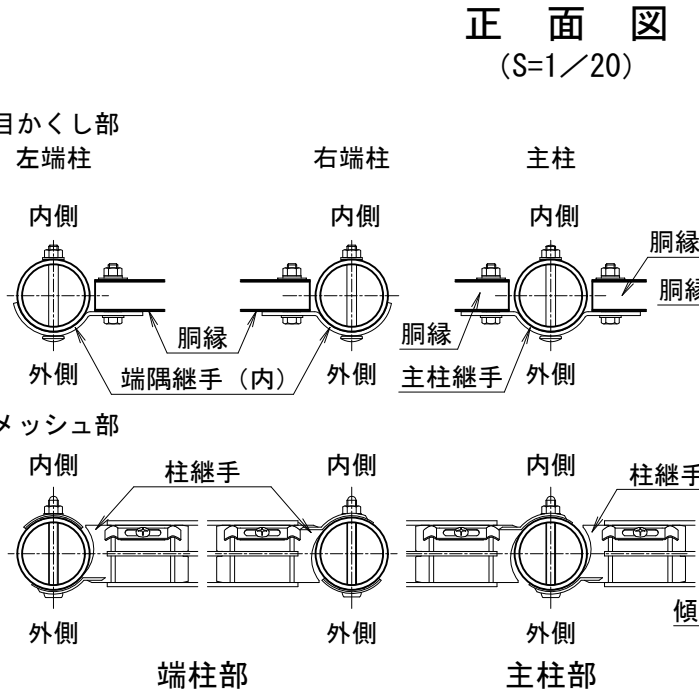 正面図
(S=1／20)
目かくし部
左端柱
右端柱
主柱
内側
内側
内側
胴縁
胴縁
胴縁
胴縁
端隅継手（内）
主柱継手
外側
外側
外側
メッシュ部
内側
内側
内側
柱継手
柱継手
外側
外側
外側
傾
端柱部
主柱部